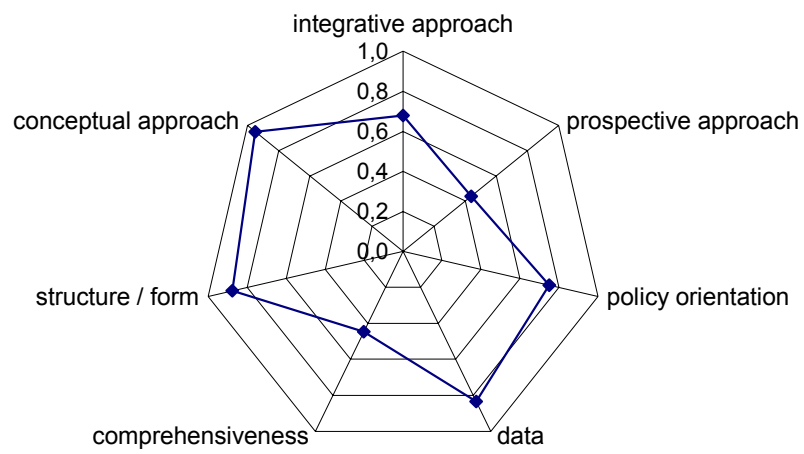 integrative approach
1,0
0,8
conceptual approach
prospective approach
0,6
0,4
0,2
0,0
structure / form
policy orientation
comprehensiveness
data